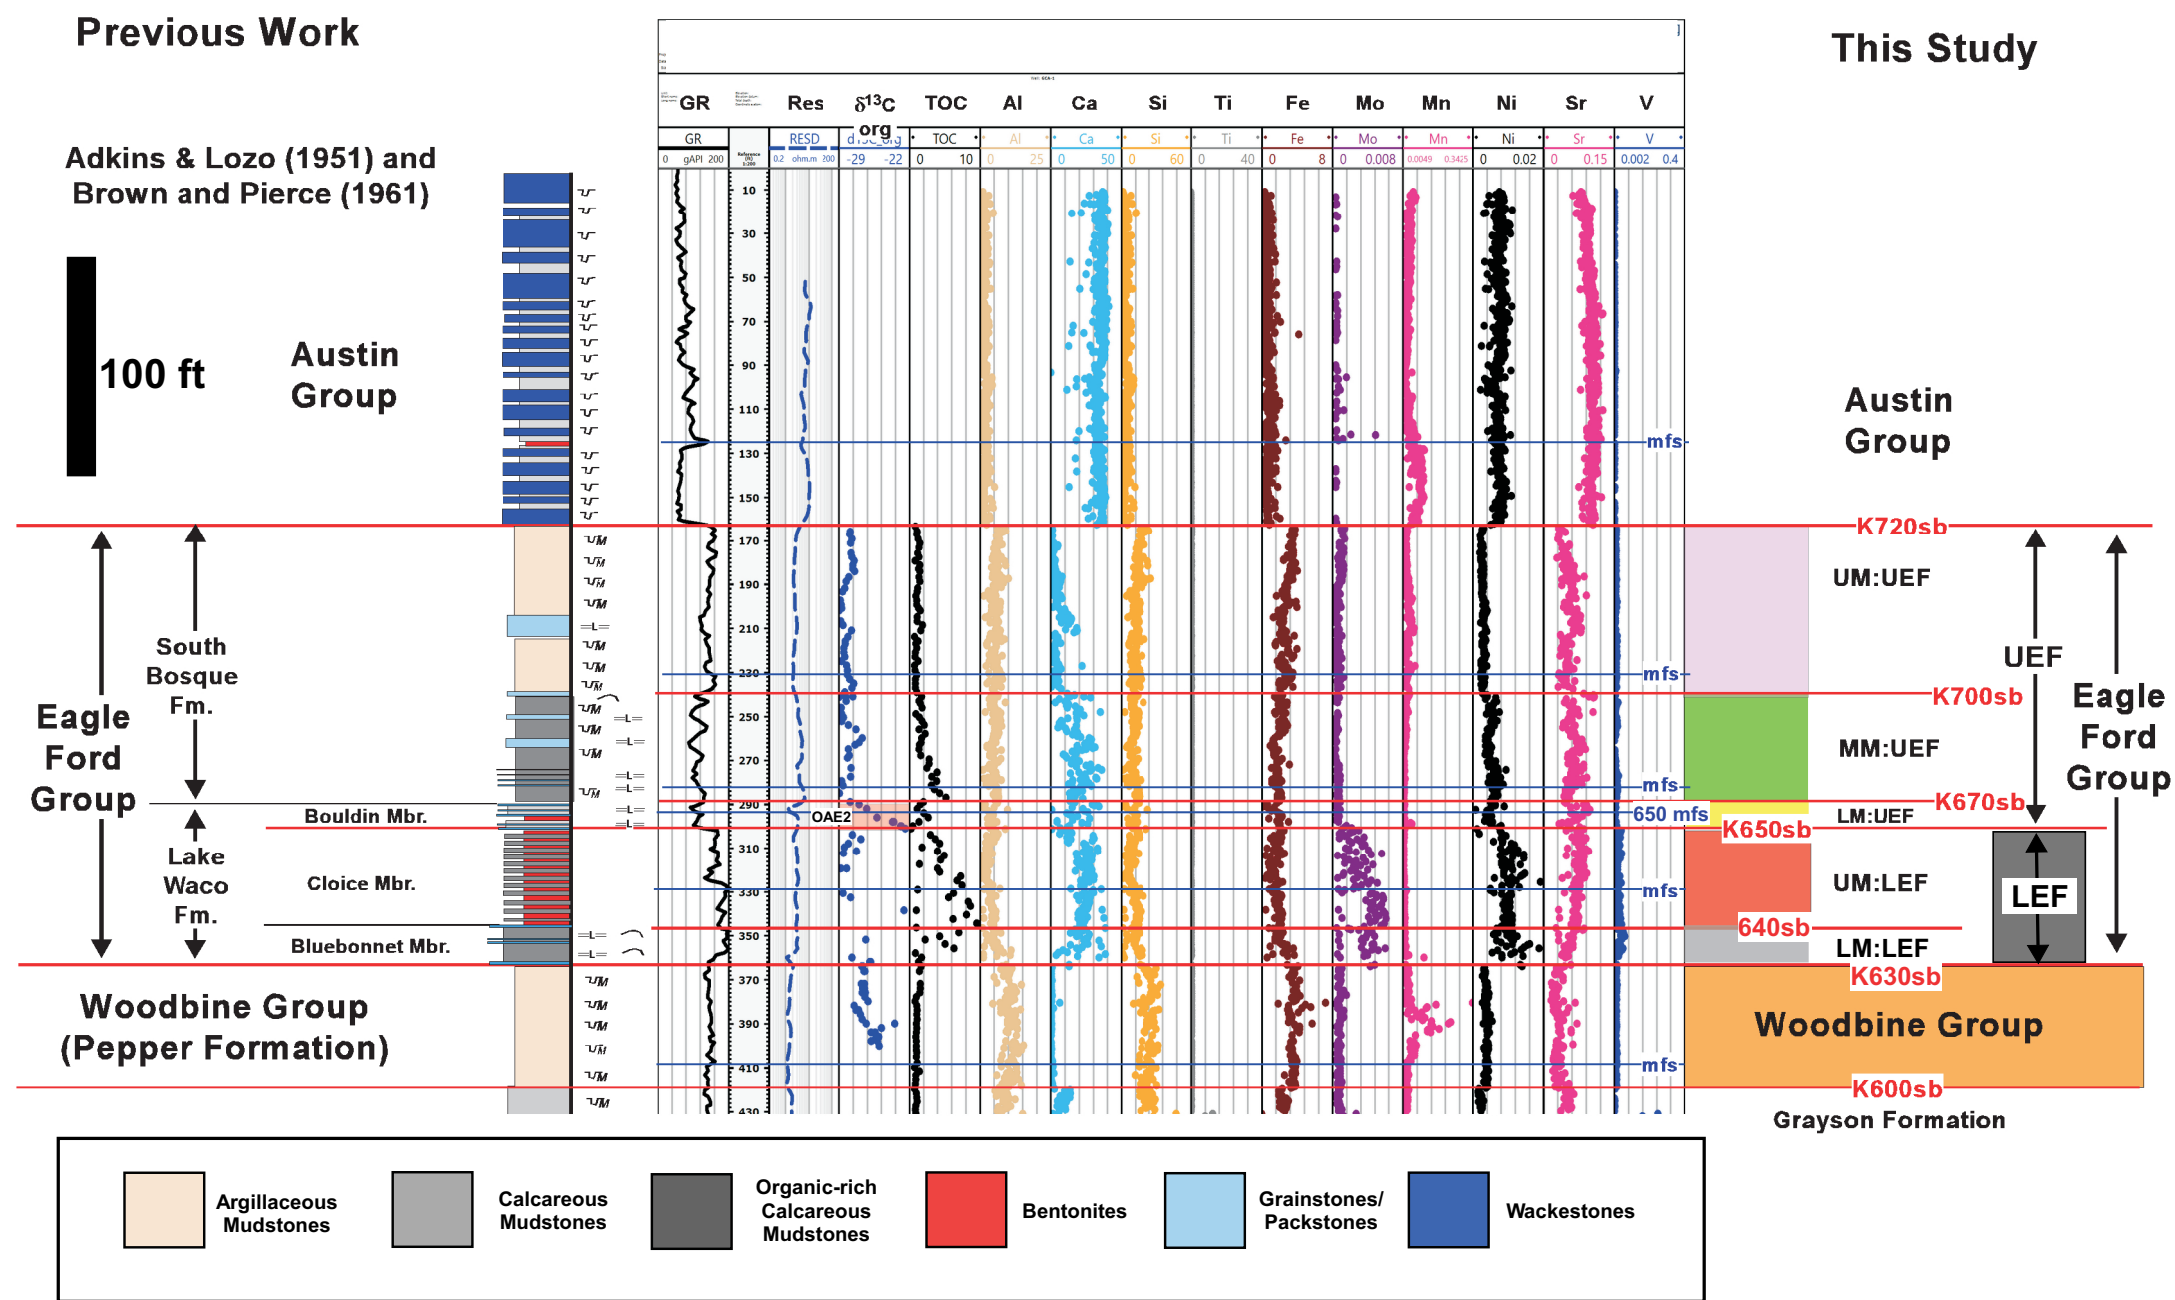 Previous Work
This Study
Adkins & Lozo (1951) and
Brown and Pierce (1961)
100 ft
Austin
Group
South
Bosque
Fm.
Eagle
Ford
Group
Bouldin Mbr.
Lake
Waco
Fm.
Cloice Mbr.
Bluebonnet Mbr.
Woodbine Group
(Pepper Formation)
GR Res δ13C TOC Al Ca Si Ti Fe Mo Mn Ni Sr V
org
GR RESD d13C_org TOC Al Ca Si Ti Fe Mo Mn Ni Sr V
0 gAPI 200
0.2 ohm.m 200
-29 -22
0 10
0 25
0 50
0 60
0 40
0 8
0 0.008
0.0049 0.3425
0 0.02
0 0.15
0.002 0.4
10
30
50
70
90
110
130
150
170
190
210
230
250
270
290
310
330
350
370
390
410
430
OAE2
mfs
K720sb
UM:UEF
mfs
K700sb
MM:UEF
mfs
K670sb
650 mfs
LM:UEF
K650sb
UM:LEF
mfs
640sb
LM:LEF
K630sb
Woodbine Group
mfs
K600sb
Grayson Formation
Austin
Group
UEF
LEF
Eagle
Ford
Group
Argillaceous
Mudstones
Calcareous
Mudstones
Organic-rich
Calcareous
Mudstones
Bentonites
Grainstones/
Packstones
Wackestones